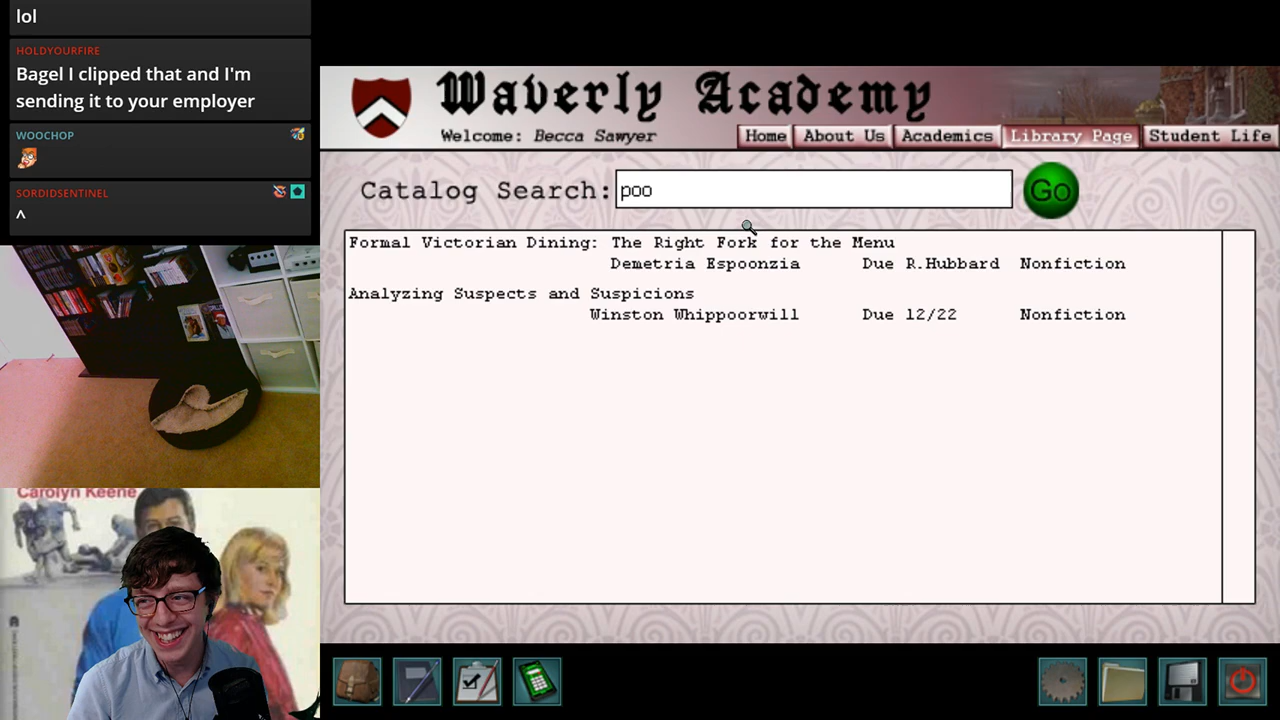 lol
HOLDYOURFIRE
Bagel I clipped that and I'm
sending it to your employer
WOOCHOP
SORDIDSENTINEL
^
Carolyn Keene
Waverly Academy
Welcome: Becca Sawyer
Home About Us Academics Library Page Student Life
Catalog Search: poo Go
Formal Victorian Dining: The Right Fork for the Menu
Demetria Espoonzia Due R.Hubbard Nonfiction
Analyzing Suspects and Suspicions
Winston Whippoorwill Due 12/22 Nonfiction